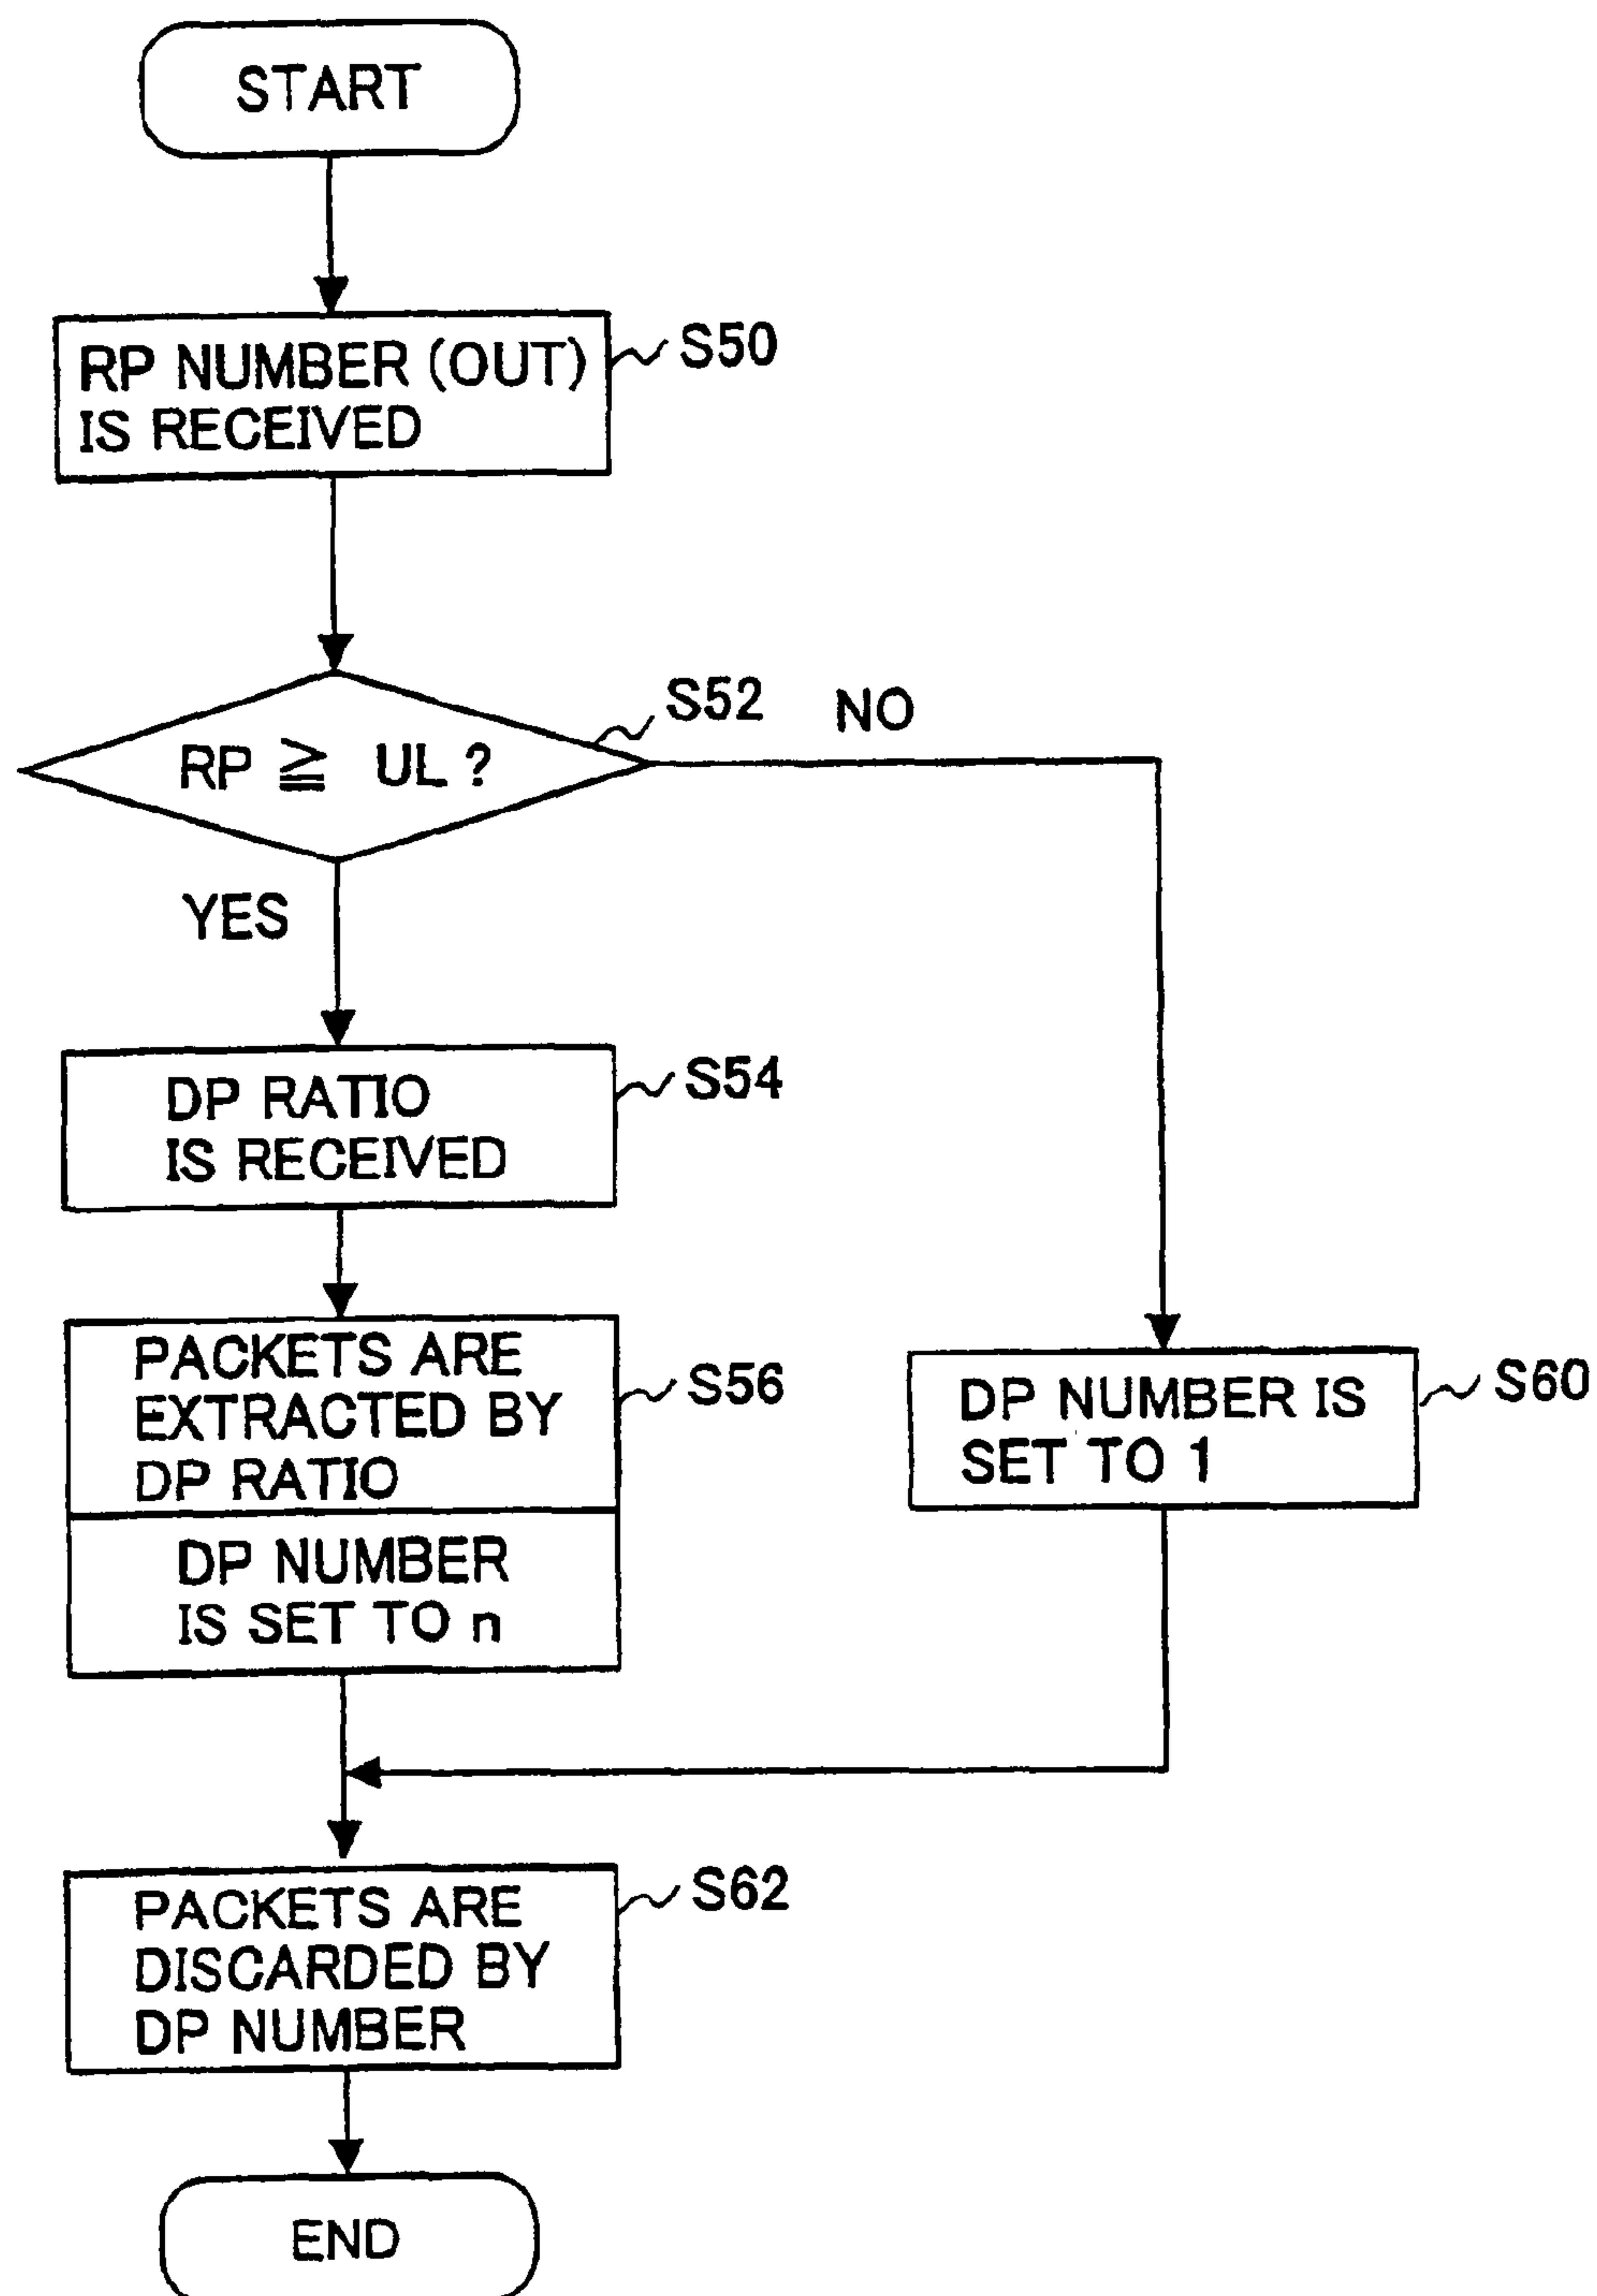 START
RP NUMBER (OUT)
IS RECEIVED
S50
RP ≧ UL ?
S52
NO
YES
DP RATIO
IS RECEIVED
S54
PACKETS ARE
EXTRACTED BY
DP RATIO
S56
DP NUMBER
IS SET TO n
DP NUMBER IS
SET TO 1
S60
PACKETS ARE
DISCARDED BY
DP NUMBER
S62
END